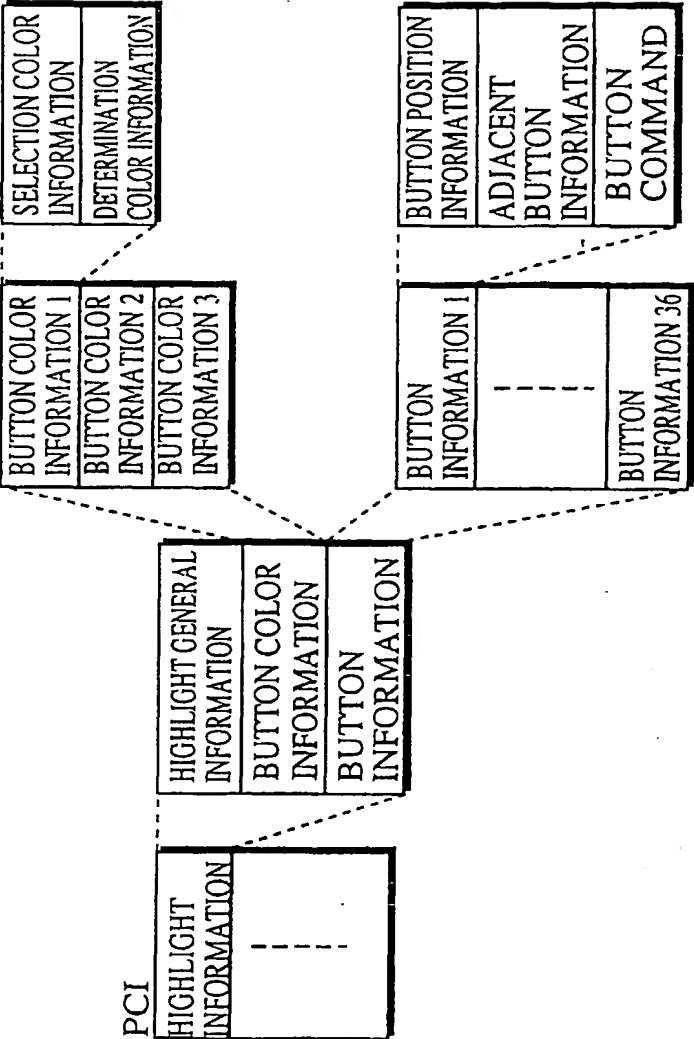 PCI
HIGHLIGHT
INFORMATION
HIGHLIGHT GENERAL
INFORMATION
BUTTON COLOR
INFORMATION
BUTTON
INFORMATION
BUTTON COLOR
INFORMATION 1
BUTTON COLOR
INFORMATION 2
BUTTON COLOR
INFORMATION 3
SELECTION COLOR
INFORMATION
DETERMINATION
COLOR INFORMATION
BUTTON
INFORMATION 1
BUTTON
INFORMATION 36
BUTTON POSITION
INFORMATION
ADJACENT
BUTTON
INFORMATION
BUTTON
COMMAND